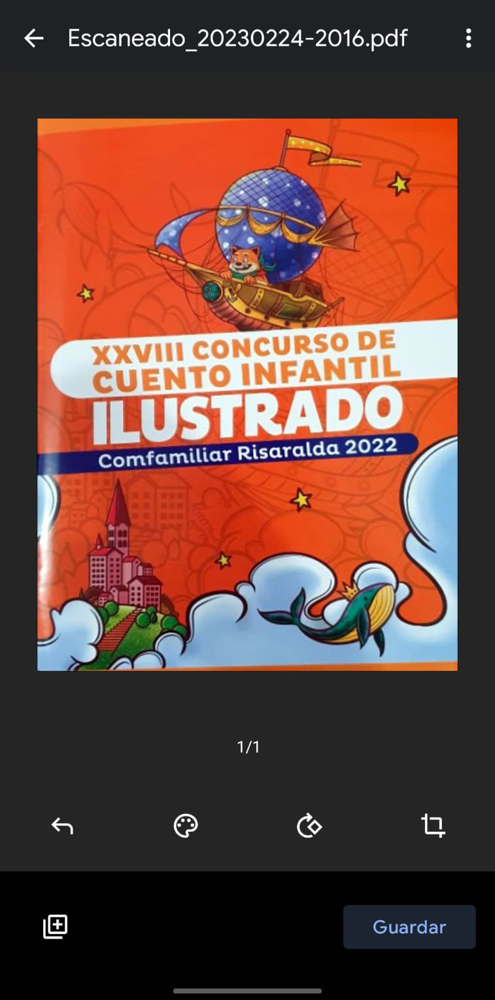 Escaneado_20230224-2016.pdf
XXVIII CONCURSO DE
CUENTO INFANTIL
ILUSTRADO
Comfamiliar Risaralda 2022
1/1
Guardar